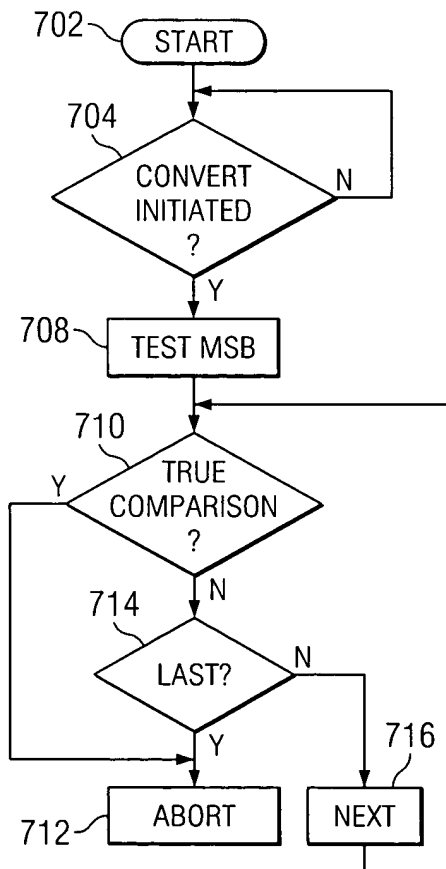 702
START
704
CONVERT
INITIATED
?
N
Y
708
TEST MSB
710
Y
TRUE
COMPARISON
?
N
714
LAST?
N
Y
716
712
ABORT
NEXT